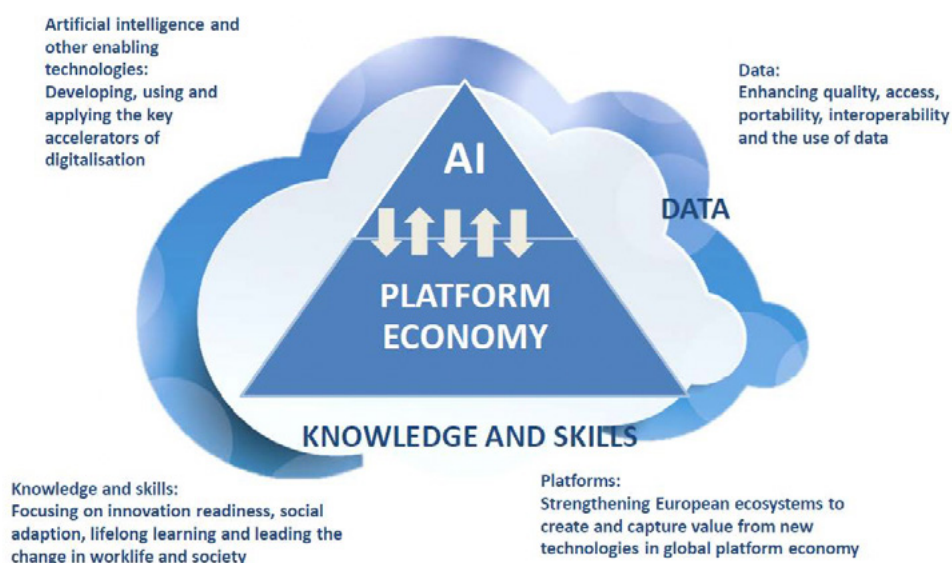 Artificial intelligence and
other enabling
technologies:
Developing, using and
applying the key
accelerators of
digitalisation
Data:
Enhancing quality, access,
portability, interoperability
and the use of data
AI
DATA
PLATFORM
ECONOMY
KNOWLEDGE AND SKILLS
Knowledge and skills:
Focusing on innovation readiness, social
adaption, lifelong learning and leading the
change in worklife and society
Platforms:
Strengthening European ecosystems to
create and capture value from new
technologies in global platform economy